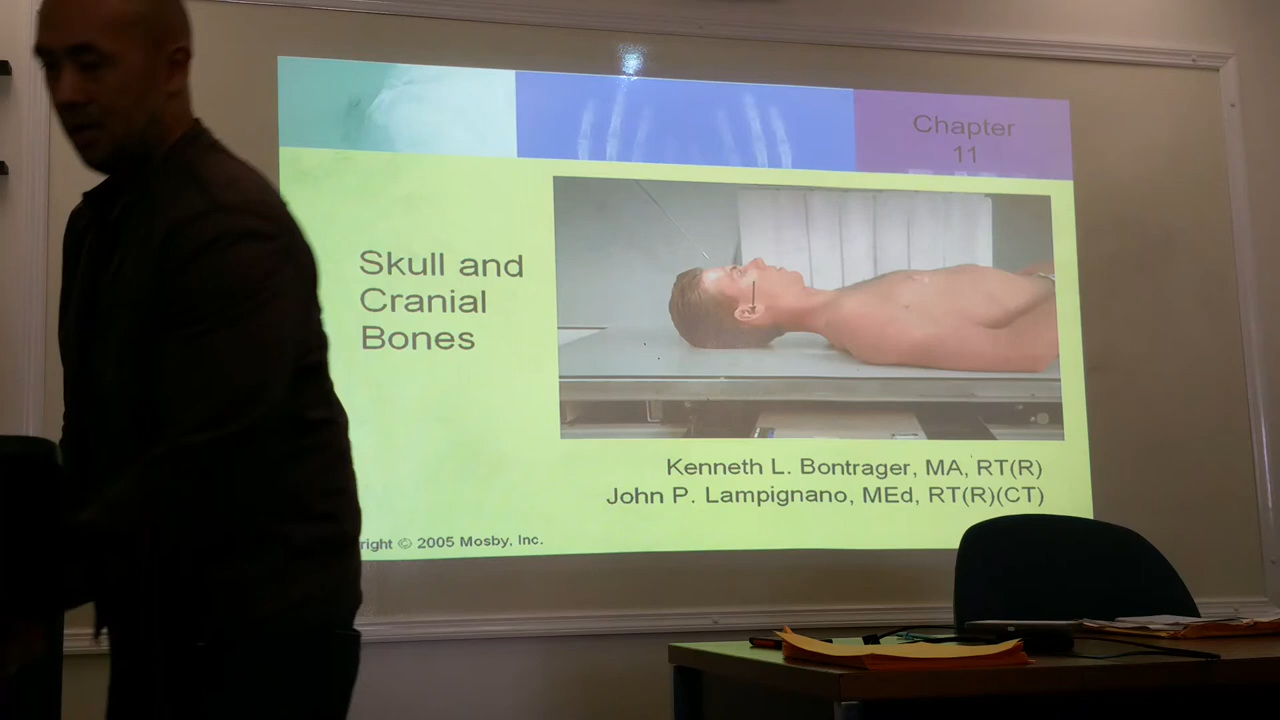 Chapter
11
Skull and
Cranial
Bones
Kenneth L. Bontrager, MA, RT(R)
John P. Lampignano, MEd, RT(R)(CT)
right © 2005 Mosby, Inc.